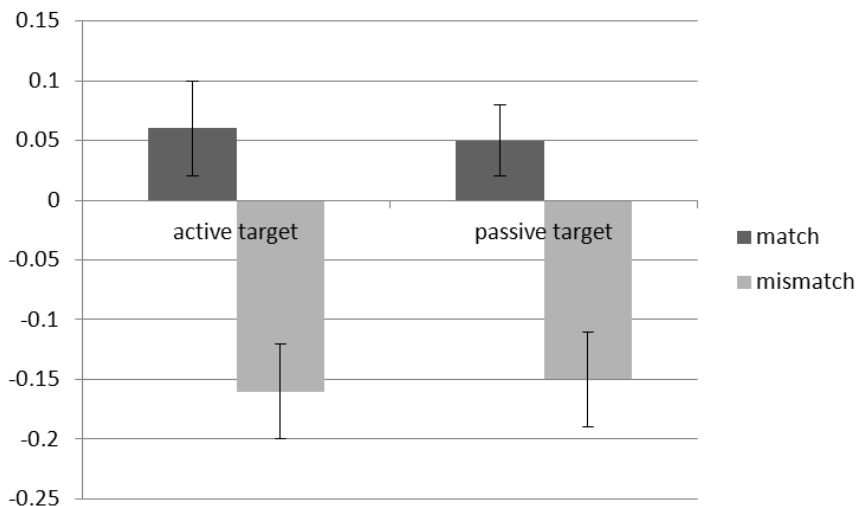 0.15
0.1
0.05
0
-0.05
-0.1
-0.15
-0.2
-0.25
active target
passive target
match
mismatch